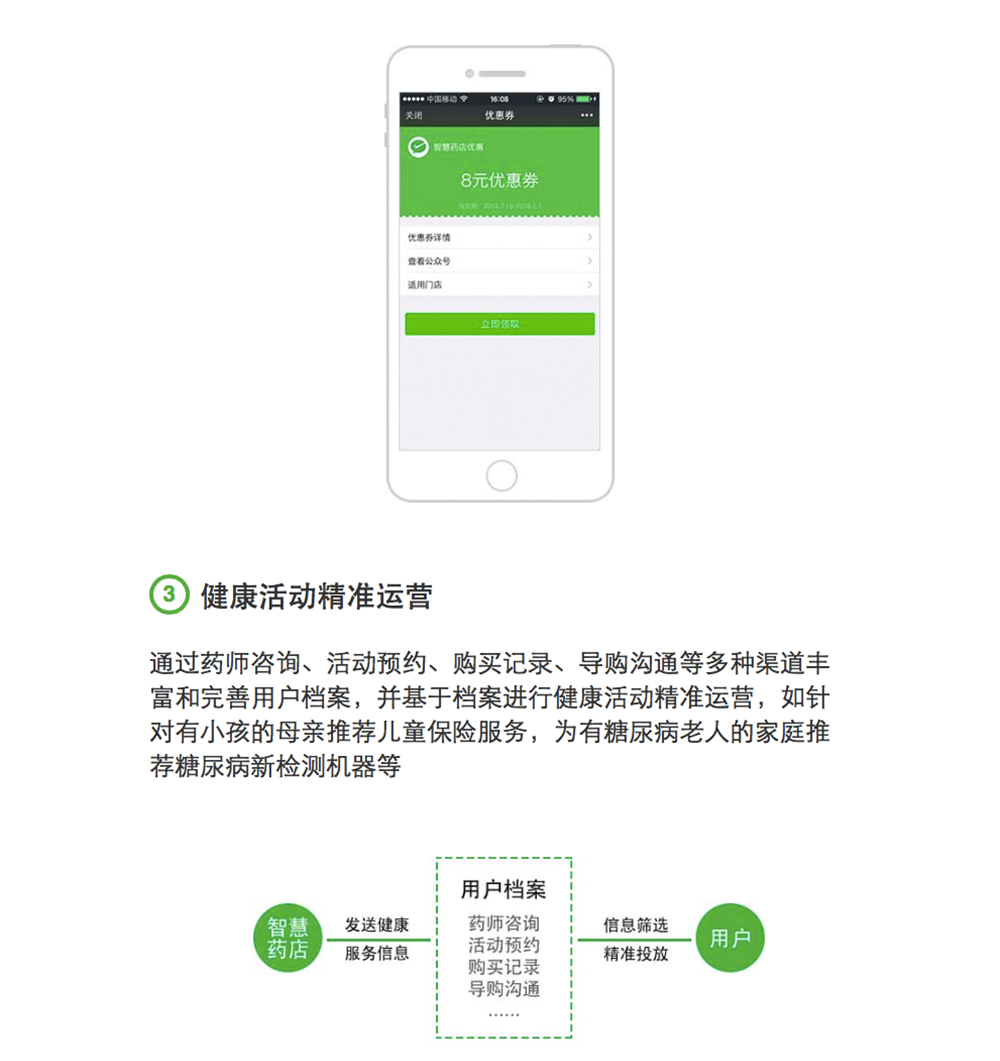 中国移动 16:08 95%
关闭 优惠券 •••
智慧药店优惠
8元优惠券
优惠券详情
查看公众号
适用门店
立即领取
3 健康活动精准运营
通过药师咨询、活动预约、购买记录、导购沟通等多种渠道丰
富和完善用户档案，并基于档案进行健康活动精准运营，如针
对有小孩的母亲推荐儿童保险服务，为有糖尿病老人的家庭推
荐糖尿病新检测机器等
智慧
药店
发送健康
服务信息
用户档案
药师咨询
活动预约
购买记录
导购沟通
······
信息筛选
精准投放
用户